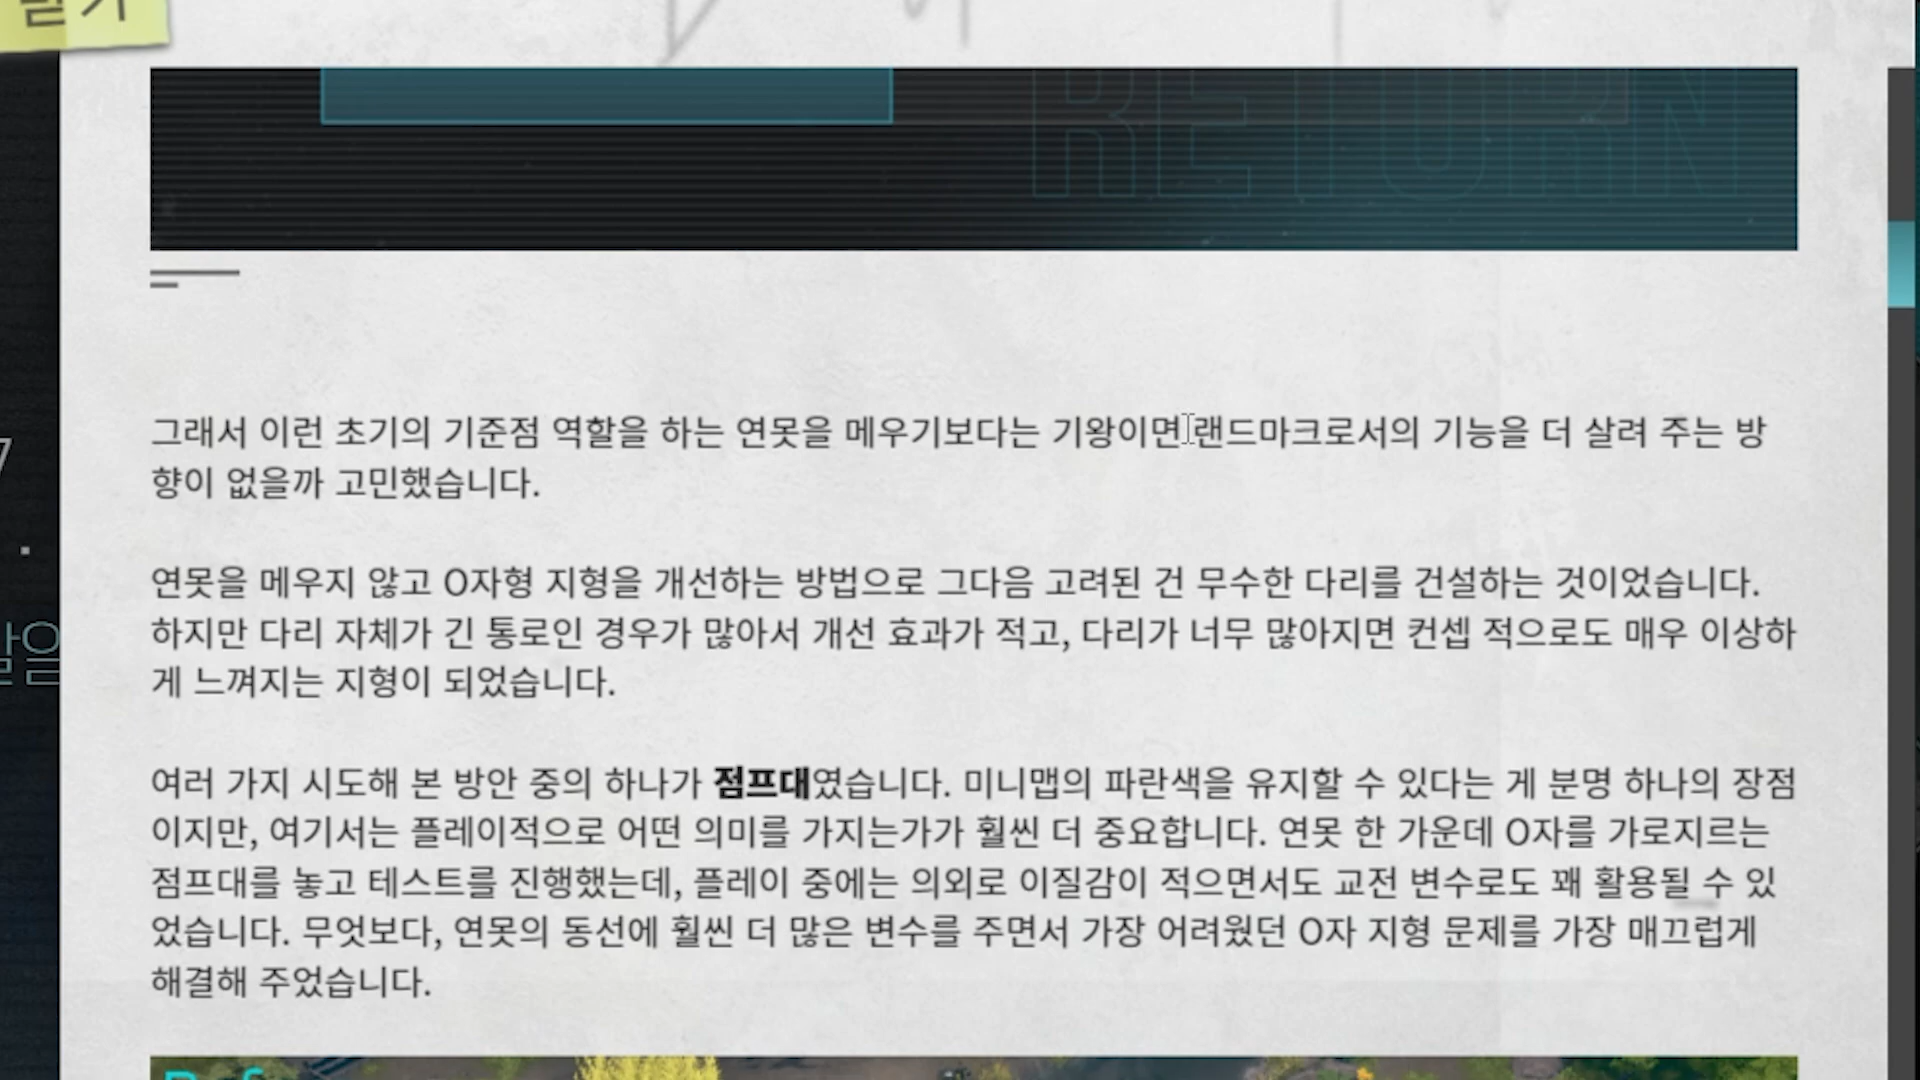 RETURN
그래서 이런 초기의 기준점 역할을 하는 연못을 메우기보다는 기왕이면 랜드마크로서의 기능을 더 살려 주는 방
향이 없을까 고민했습니다.
연못을 메우지 않고 O자형 지형을 개선하는 방법으로 그다음 고려된 건 무수한 다리를 건설하는 것이었습니다.
하지만 다리 자체가 긴 통로인 경우가 많아서 개선 효과가 적고, 다리가 너무 많아지면 컨셉 적으로도 매우 이상하
게 느껴지는 지형이 되었습니다.
여러 가지 시도해 본 방안 중의 하나가 점프대였습니다. 미니맵의 파란색을 유지할 수 있다는 게 분명 하나의 장점
이지만, 여기서는 플레이적으로 어떤 의미를 가지는가가 훨씬 더 중요합니다. 연못 한 가운데 O자를 가로지르는
점프대를 놓고 테스트를 진행했는데, 플레이 중에는 의외로 이질감이 적으면서도 교전 변수로도 꽤 활용될 수 있
었습니다. 무엇보다, 연못의 동선에 훨씬 더 많은 변수를 주면서 가장 어려웠던 O자 지형 문제를 가장 매끄럽게
해결해 주었습니다.